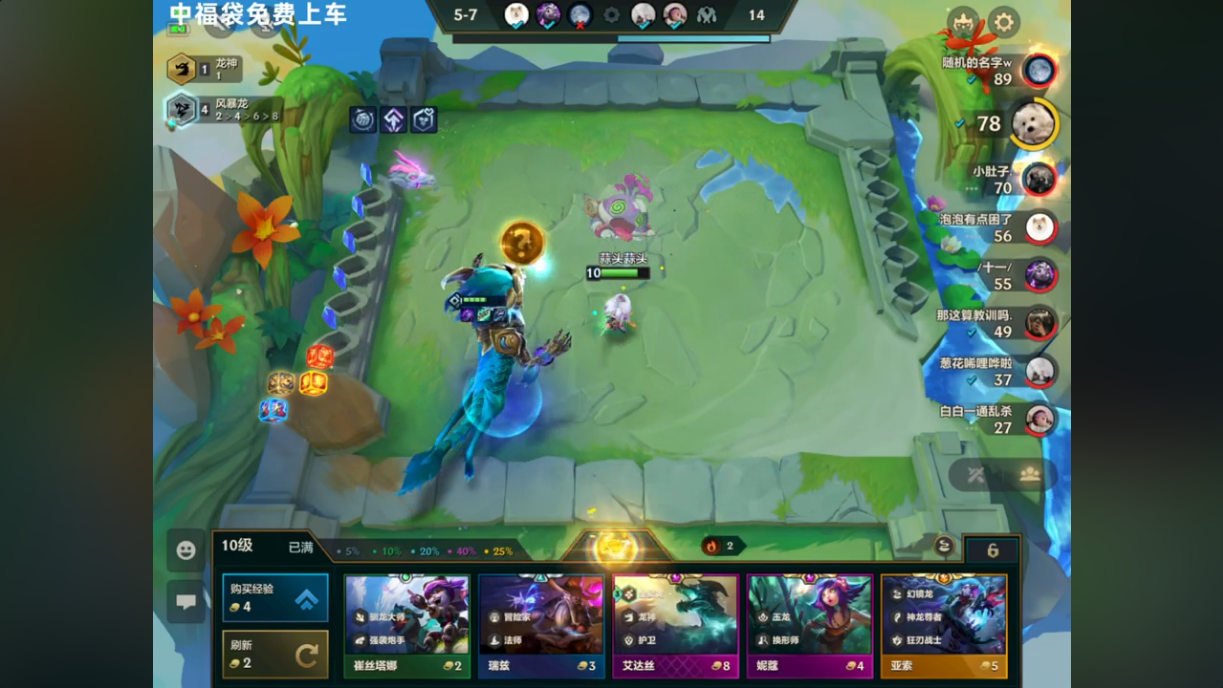 中福袋免费上车
5-7
14
1
龙神
1
4
风暴龙
2 > 4 > 6 > 8
随机的名字w
89
78
小肚子.
70
泡泡有点困了
56
/十一/
55
那这算教训吗.
49
葱花唏哩哗啦
37
白白一通乱杀
27
蒜头蒜头
10
10级
已满
5%
10%
20%
40%
25%
2
6
购买经验
4
刷新
2
驯龙大师
强袭炮手
崔丝塔娜
2
冒险家
法师
瑞兹
3
龙神
护卫
艾达丝
8
玉龙
换形师
妮蔻
4
幻镜龙
神龙尊者
狂刃战士
亚索
5